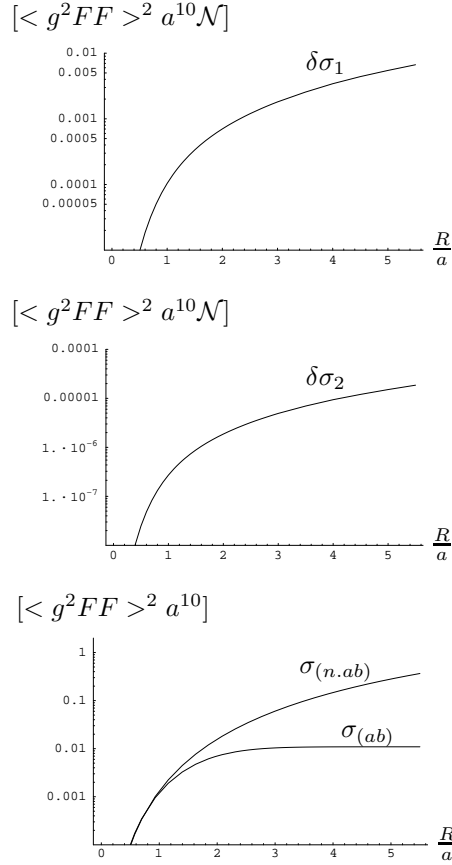 [< g²FF >² a¹⁰𝒩]
δσ₁
0.01
0.005
0.001
0.0005
0.0001
0.00005
0 1 2 3 4 5
R
a
[< g²FF >² a¹⁰𝒩]
δσ₂
0.0001
0.00001
1. · 10⁻⁶
1. · 10⁻⁷
0 1 2 3 4 5
R
a
[< g²FF >² a¹⁰]
1
σ(n.ab)
0.1
σ(ab)
0.01
0.001
0 1 2 3 4 5
R
a